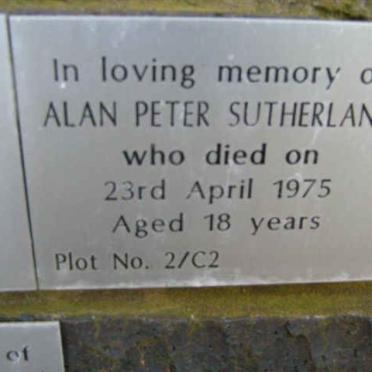 In loving memory o
ALAN PETER SUTHERLAN
who died on
23rd April 1975
Aged 18 years
Plot No. 2/C2
of